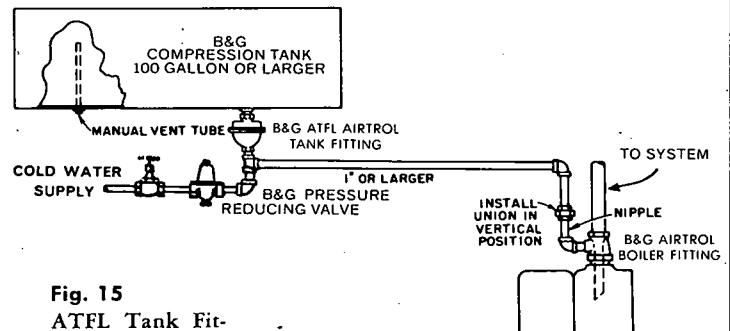 B&G
COMPRESSION TANK
100 GALLON OR LARGER
MANUAL VENT TUBE
B&G ATFL AIRTROL
TANK FITTING
COLD WATER
SUPPLY
1" OR LARGER
B&G PRESSURE
REDUCING VALVE
TO SYSTEM
INSTALL
UNION IN
VERTICAL
POSITION
NIPPLE
B&G AIRTROL
BOILER FITTING
Fig. 15
ATFL Tank Fit-